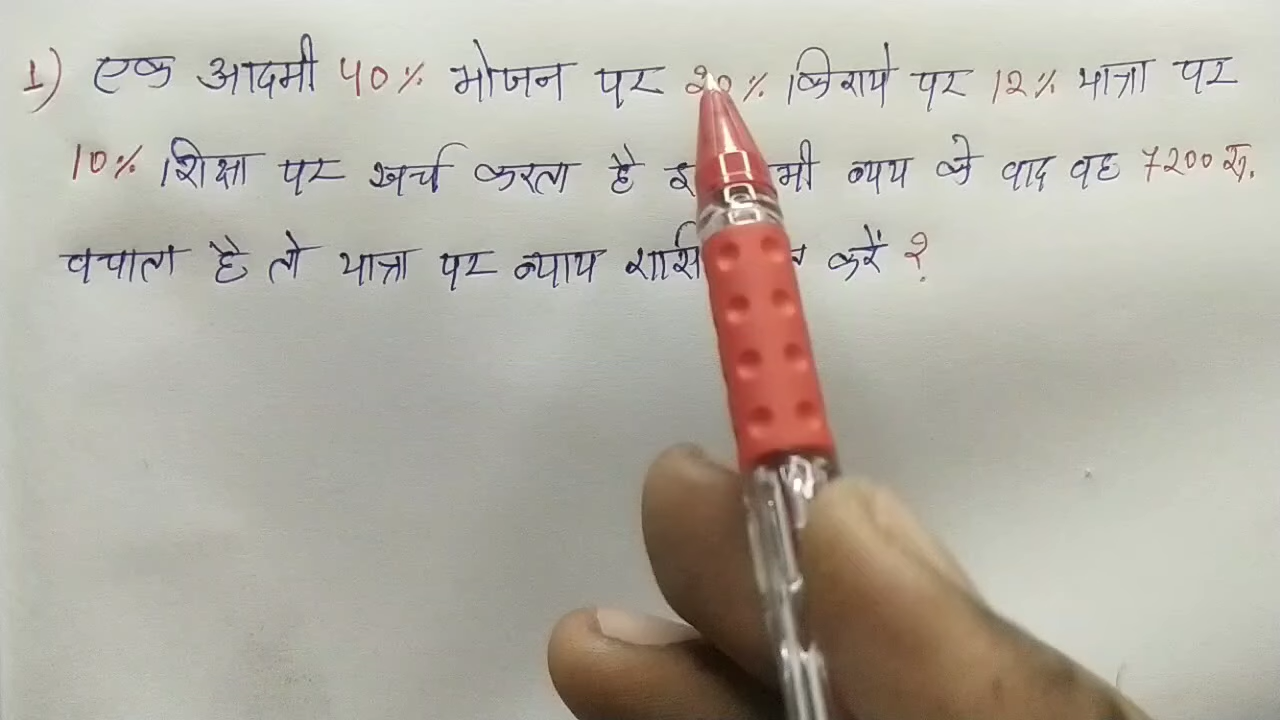 1) एक आदमी 40% भोजन पर 20% किराये पर 12% यात्रा पर
10% शिक्षा पर खर्च करता है व्यय के बाद वह 7200 रु.
बचाता है तो यात्रा पर व्याय करें ?